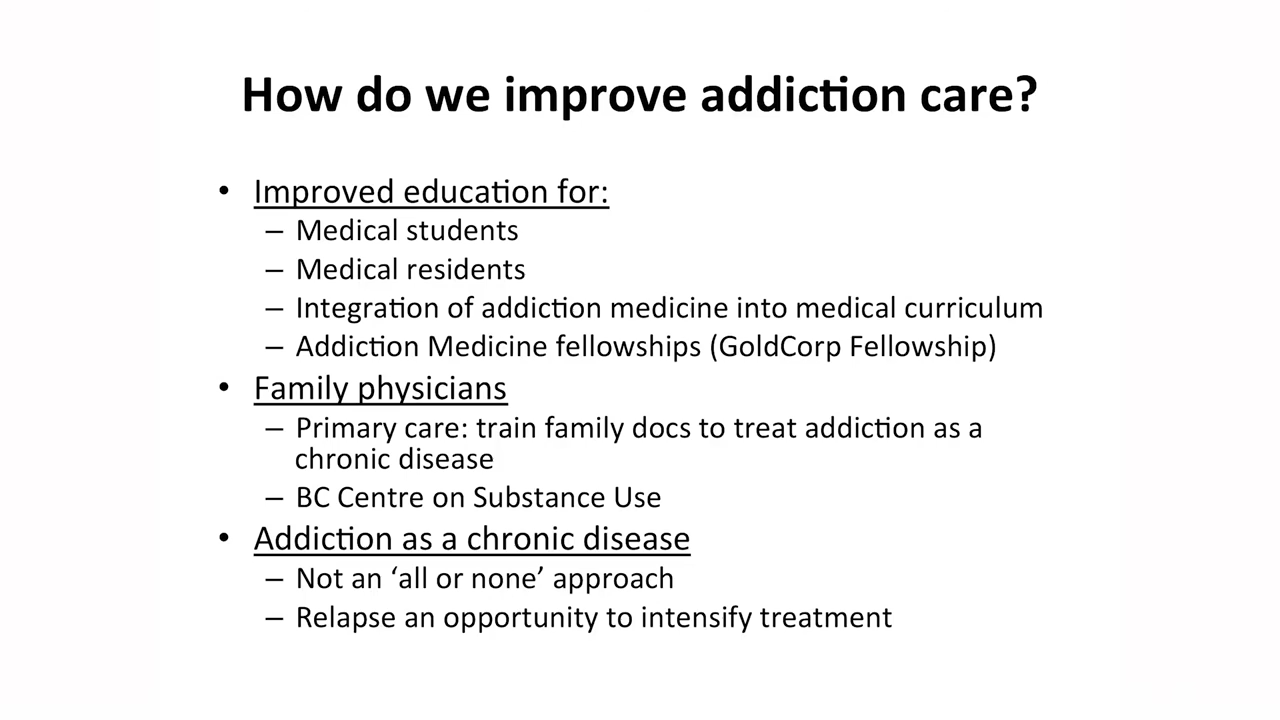 How do we improve addiction care?
• Improved education for:
– Medical students
– Medical residents
– Integration of addiction medicine into medical curriculum
– Addiction Medicine fellowships (GoldCorp Fellowship)
• Family physicians
– Primary care: train family docs to treat addiction as a
chronic disease
– BC Centre on Substance Use
• Addiction as a chronic disease
– Not an ‘all or none’ approach
– Relapse an opportunity to intensify treatment